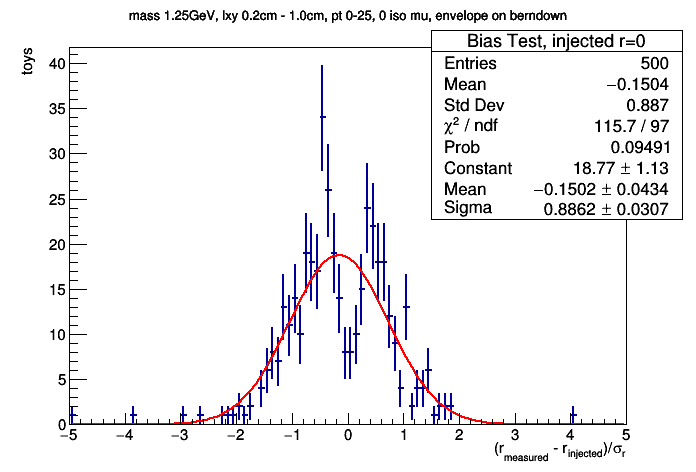 mass 1.25GeV, lxy 0.2cm - 1.0cm, pt 0-25, 0 iso mu, envelope on berndown
Bias Test, injected r=0
Entries 500
Mean −0.1504
Std Dev 0.887
χ² / ndf 115.7 / 97
Prob 0.09491
Constant 18.77 ± 1.13
Mean −0.1502 ± 0.0434
Sigma 0.8862 ± 0.0307
toys
40
35
30
25
20
15
10
5
0
−5 −4 −3 −2 −1 0 1 2 3 4 5
(r_measured - r_injected)/σ_r